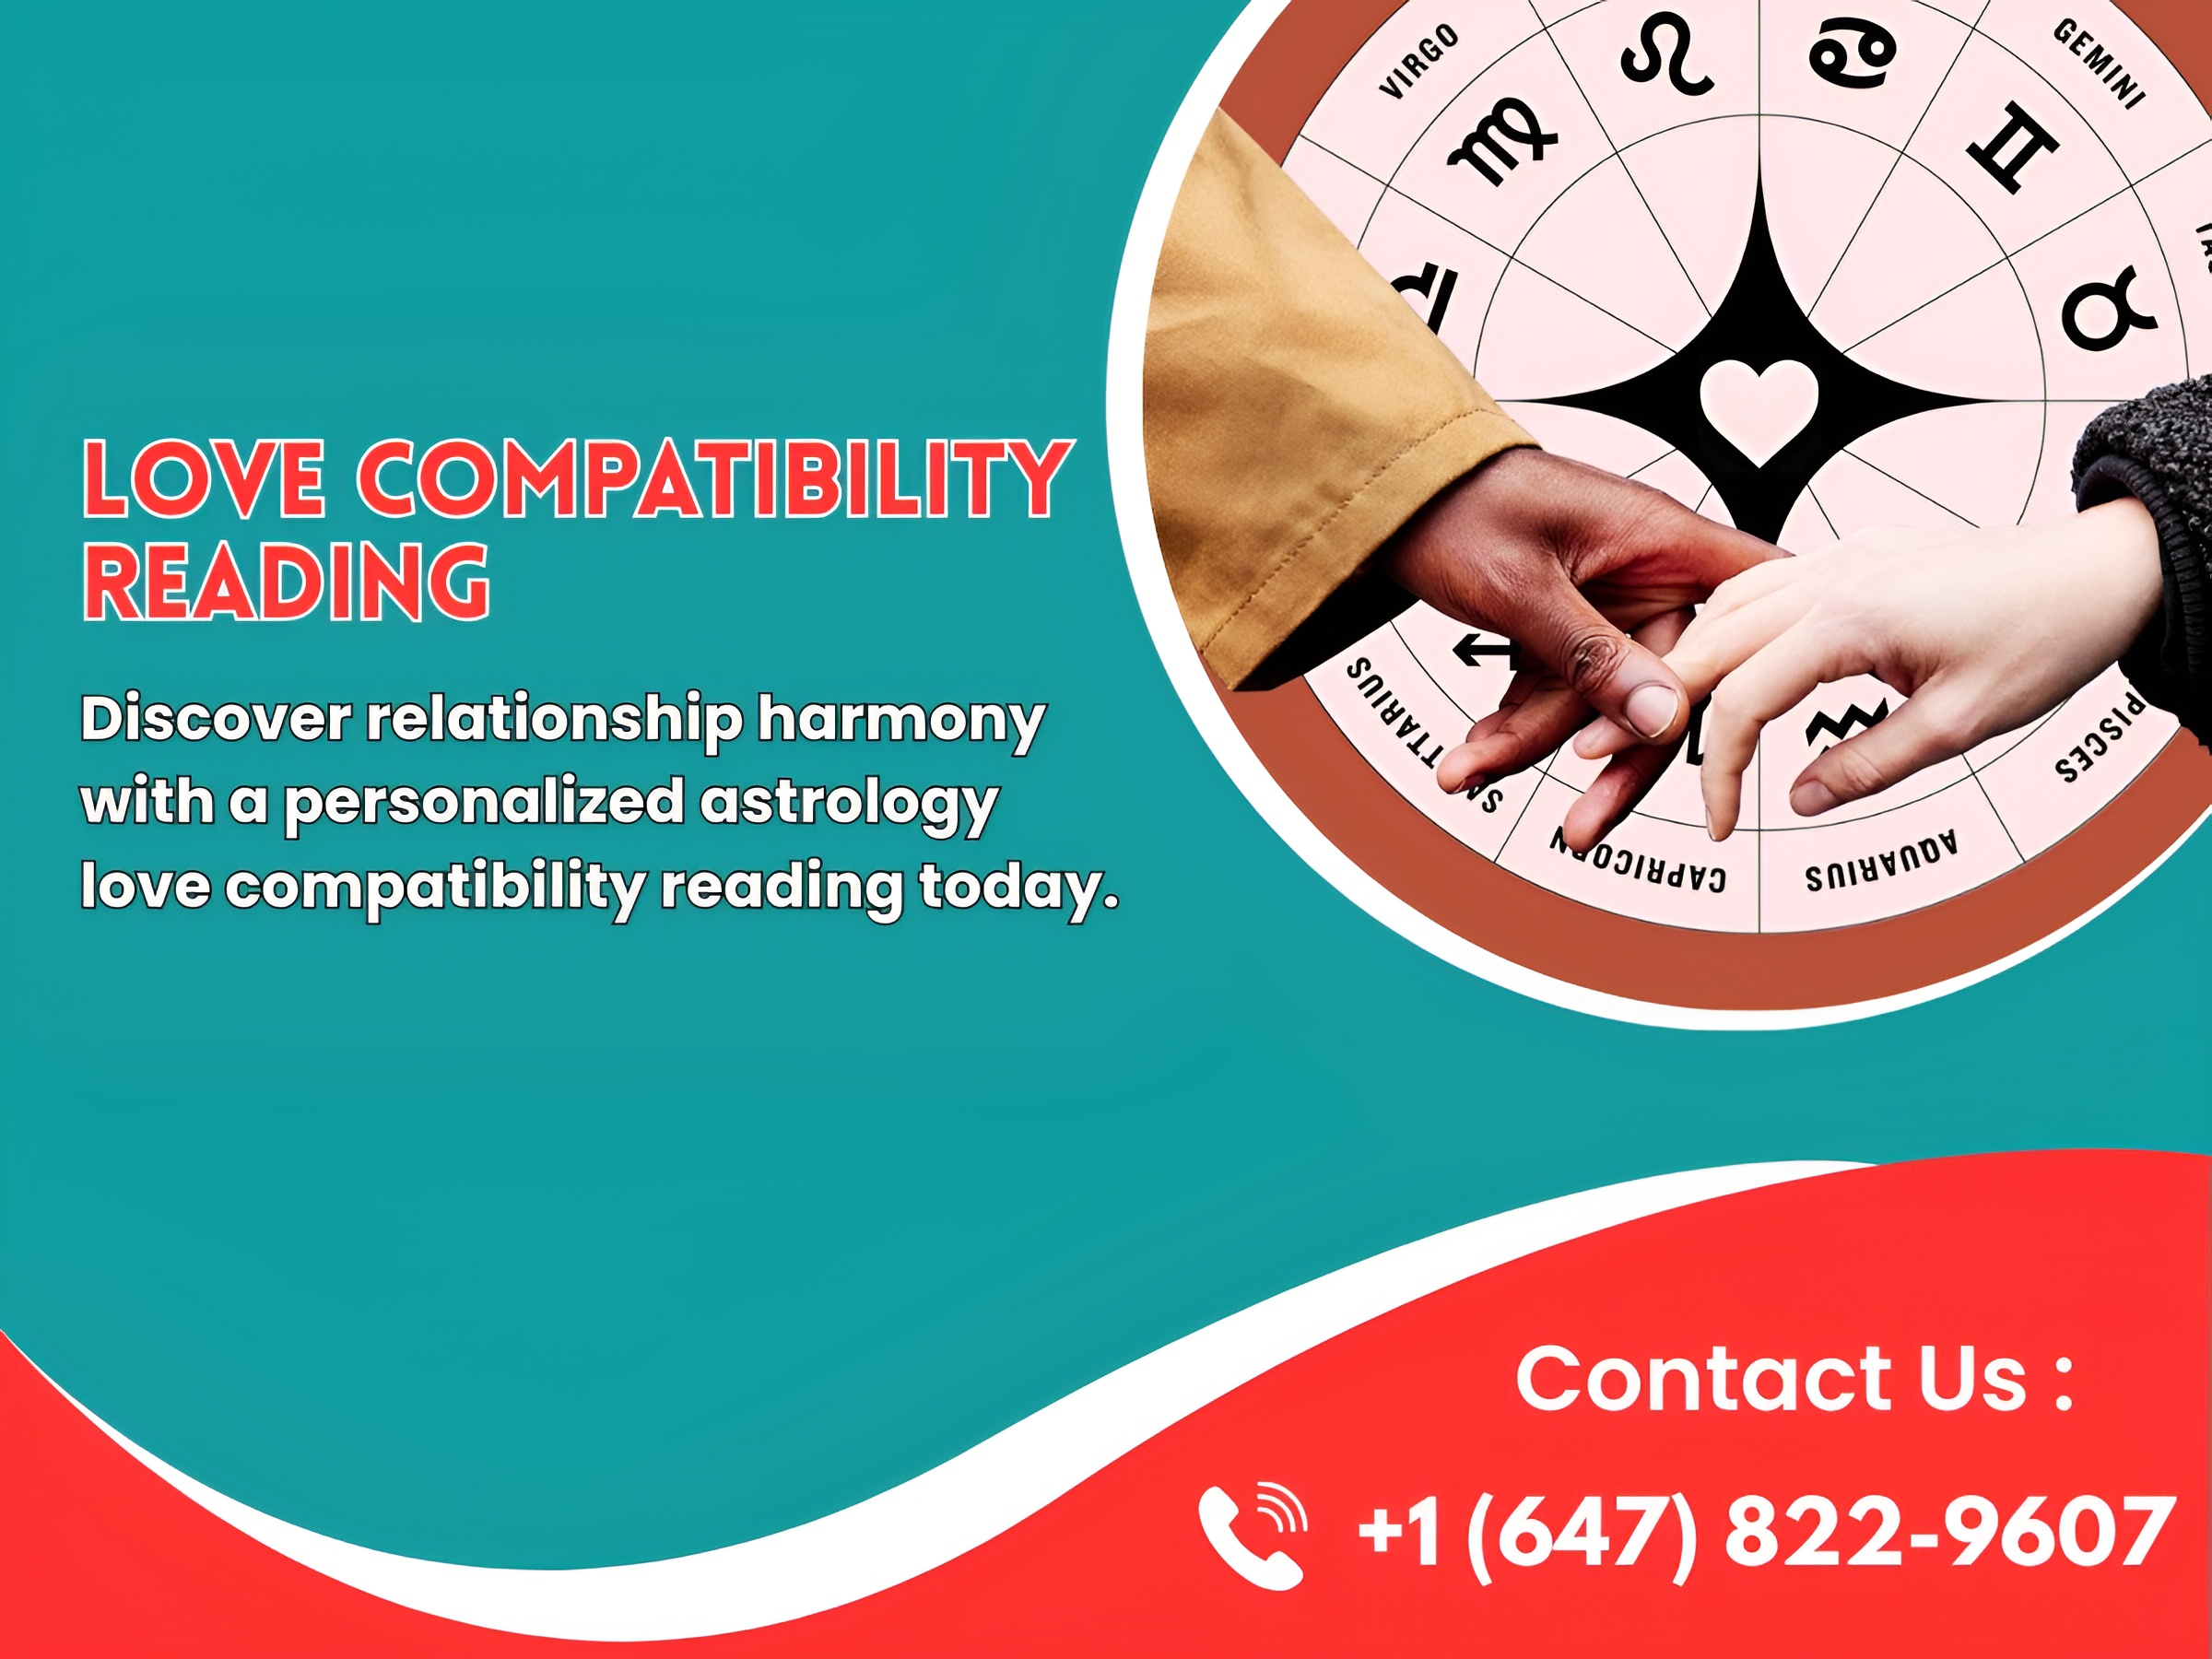 LOVE COMPATIBILITY
READING
Discover relationship harmony
with a personalized astrology
love compatibility reading today.
VIRGO
GEMINI
SAGITTARIUS
CAPRICORN
AQUARIUS
PISCES
Contact Us :
+1 (647) 822-9607